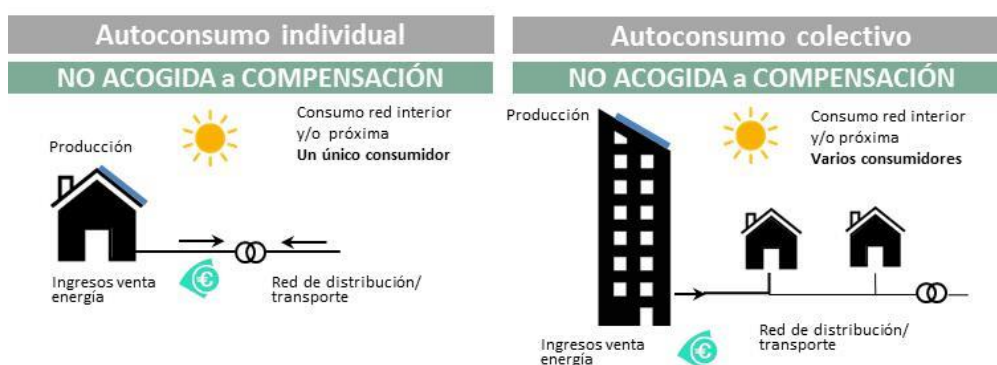 Autoconsumo individual
NO ACOGIDA a COMPENSACIÓN
Consumo red interior
y/o próxima
Un único consumidor
Producción
Ingresos venta
energía
€
Red de distribución/
transporte
Autoconsumo colectivo
NO ACOGIDA a COMPENSACIÓN
Producción
Consumo red interior
y/o próxima
Varios consumidores
Red de distribución/
transporte
Ingresos venta
energía
€